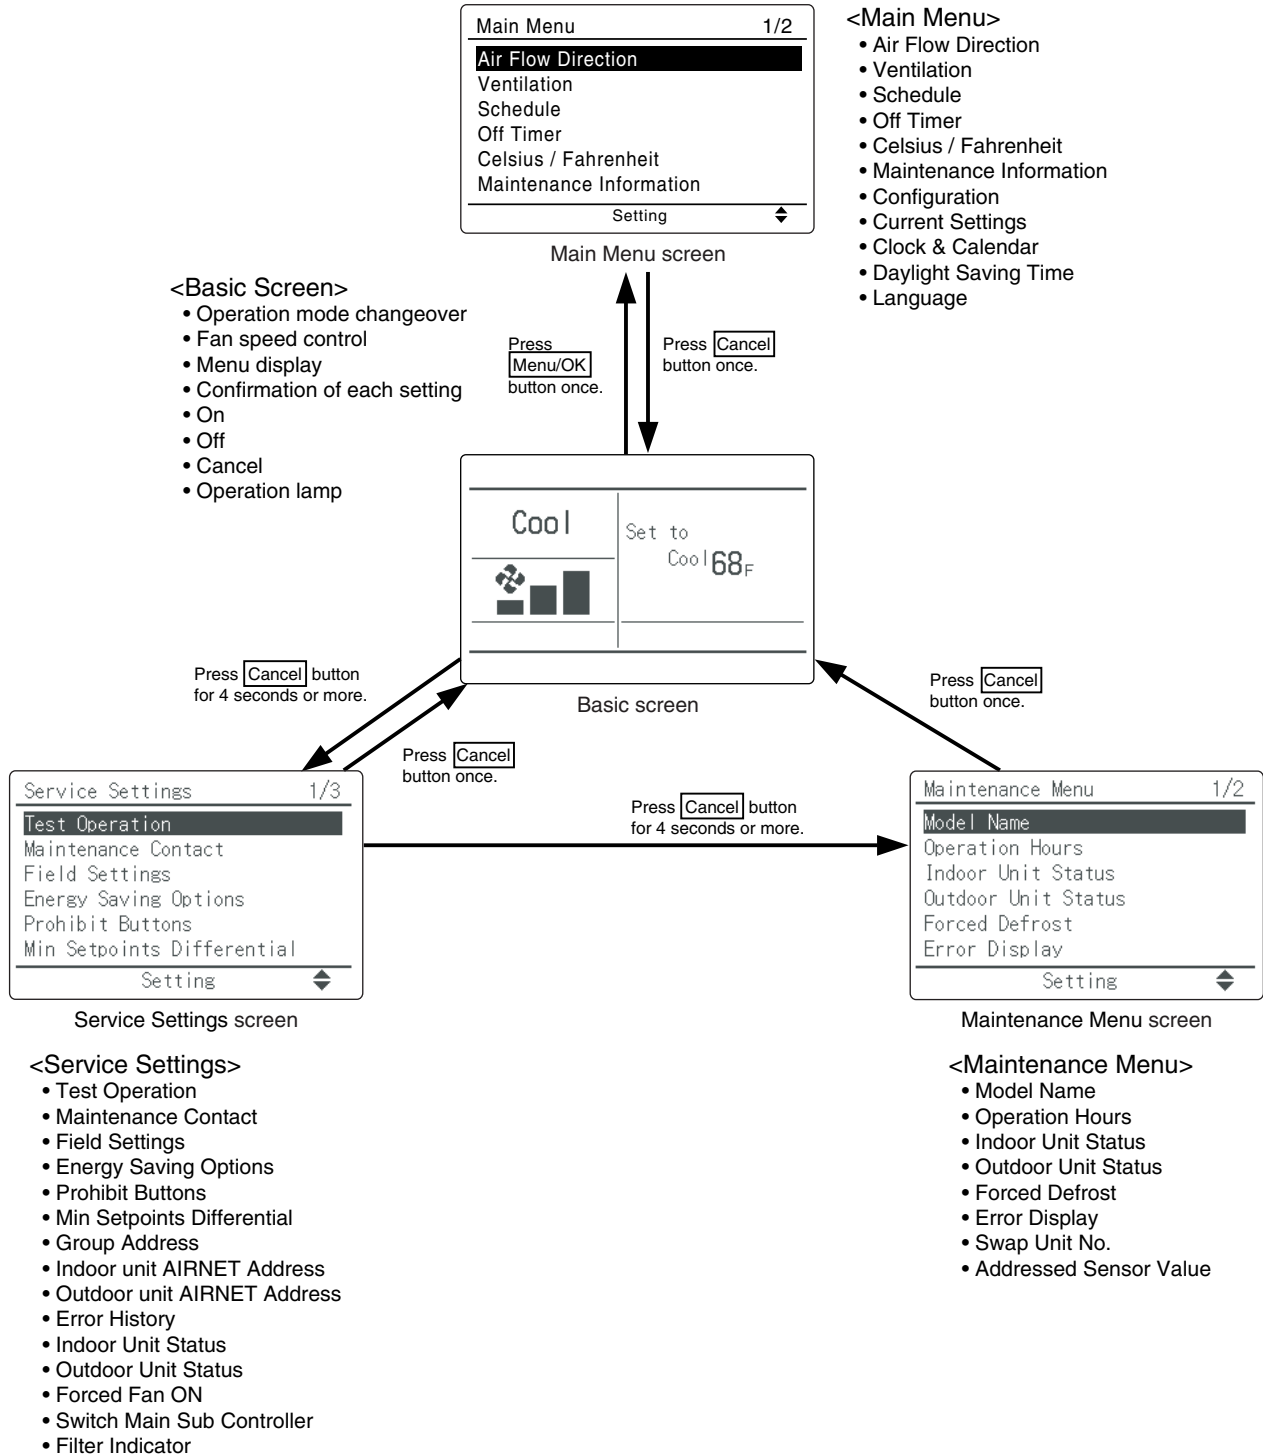 Main Menu 1/2
Air Flow Direction
Ventilation
Schedule
Off Timer
Celsius / Fahrenheit
Maintenance Information
Setting
Main Menu screen
<Main Menu>
• Air Flow Direction
• Ventilation
• Schedule
• Off Timer
• Celsius / Fahrenheit
• Maintenance Information
• Configuration
• Current Settings
• Clock & Calendar
• Daylight Saving Time
• Language
<Basic Screen>
• Operation mode changeover
• Fan speed control
• Menu display
• Confirmation of each setting
• On
• Off
• Cancel
• Operation lamp
Press
Menu/OK
button once.
Press Cancel
button once.
Cool
Set to
Cool 68F
Basic screen
Press Cancel button
for 4 seconds or more.
Press Cancel
button once.
Press Cancel
button once.
Press Cancel button
for 4 seconds or more.
Service Settings 1/3
Test Operation
Maintenance Contact
Field Settings
Energy Saving Options
Prohibit Buttons
Min Setpoints Differential
Setting
Service Settings screen
Maintenance Menu 1/2
Model Name
Operation Hours
Indoor Unit Status
Outdoor Unit Status
Forced Defrost
Error Display
Setting
Maintenance Menu screen
<Service Settings>
• Test Operation
• Maintenance Contact
• Field Settings
• Energy Saving Options
• Prohibit Buttons
• Min Setpoints Differential
• Group Address
• Indoor unit AIRNET Address
• Outdoor unit AIRNET Address
• Error History
• Indoor Unit Status
• Outdoor Unit Status
• Forced Fan ON
• Switch Main Sub Controller
• Filter Indicator
<Maintenance Menu>
• Model Name
• Operation Hours
• Indoor Unit Status
• Outdoor Unit Status
• Forced Defrost
• Error Display
• Swap Unit No.
• Addressed Sensor Value